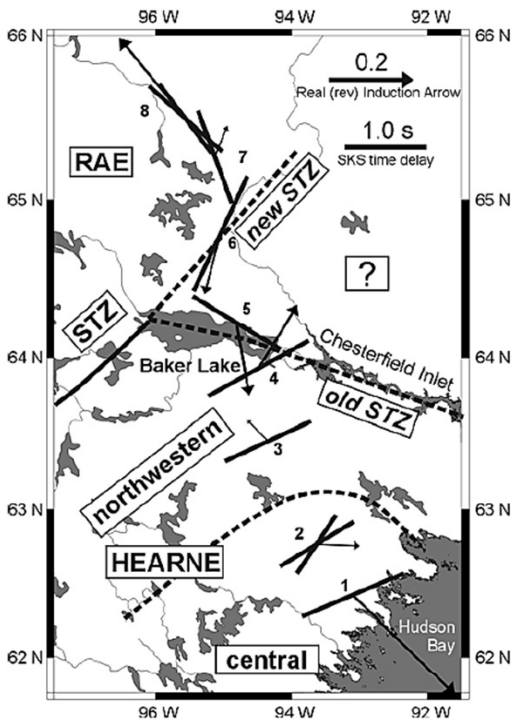 96 W 94 W 92 W
66 N 66 N
0.2
Real (rev) Induction Arrow
8
1.0 s
SKS time delay
7
RAE
65 N 65 N
new STZ
6
?
STZ
5
64 N 64 N
Baker Lake
Chesterfield Inlet
4
old STZ
northwestern
3
63 N 63 N
2
HEARNE
1
Hudson
Bay
central
62 N 62 N
96 W 94 W 92 W